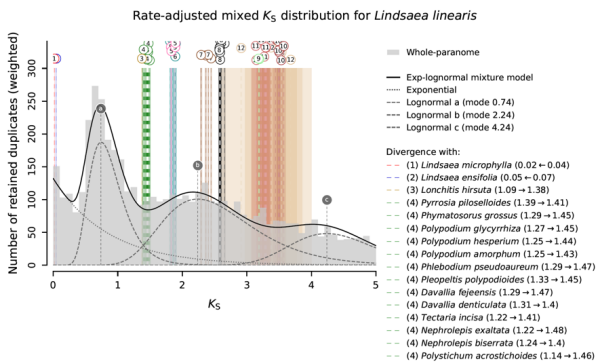 Rate-adjusted mixed KS distribution for Lindsaea linearis
Number of retained duplicates (weighted)
300
250
200
150
100
50
0
0
1
2
3
4
5
KS
a
b
c
Whole-paranome
Exp-lognormal mixture model
Exponential
Lognormal a (mode 0.74)
Lognormal b (mode 2.24)
Lognormal c (mode 4.24)
Divergence with:
(1) Lindsaea microphylla (0.02←0.04)
(2) Lindsaea ensifolia (0.05←0.07)
(3) Lonchitis hirsuta (1.09→1.38)
(4) Pyrrosia piloselloides (1.39→1.41)
(4) Phymatosorus grossus (1.29→1.45)
(4) Polypodium glycyrrhiza (1.27→1.45)
(4) Polypodium hesperium (1.25→1.44)
(4) Polypodium amorphum (1.25→1.43)
(4) Phlebodium pseudoaureum (1.29→1.47)
(4) Pleopeltis polypodioides (1.33→1.45)
(4) Davallia fejeensis (1.29→1.47)
(4) Davallia denticulata (1.31→1.4)
(4) Tectaria incisa (1.22→1.41)
(4) Nephrolepis exaltata (1.22→1.48)
(4) Nephrolepis biserrata (1.24→1.4)
(4) Polystichum acrostichoides (1.14→1.46)